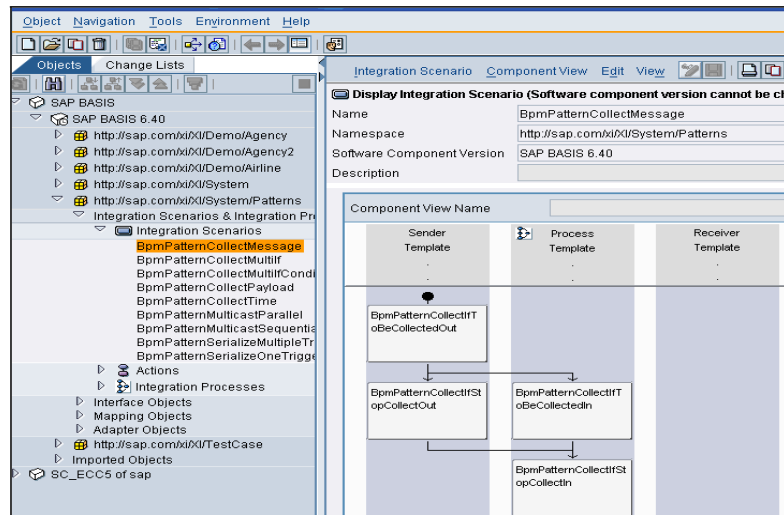 Object Navigation Tools Environment Help
Objects Change Lists
SAP BASIS
SAP BASIS 6.40
http://sap.com/xi/XI/Demo/Agency
http://sap.com/xi/XI/Demo/Agency2
http://sap.com/xi/XI/Demo/Airline
http://sap.com/xi/XI/System
http://sap.com/xi/XI/System/Patterns
Integration Scenarios & Integration Pr
Integration Scenarios
BpmPatternCollectMessage
BpmPatternCollectMultiIf
BpmPatternCollectMultiIfCondi
BpmPatternCollectPayload
BpmPatternCollectTime
BpmPatternMulticastParallel
BpmPatternMulticastSequentia
BpmPatternSerializeMultipleTr
BpmPatternSerializeOneTrigge
Actions
Integration Processes
Interface Objects
Mapping Objects
Adapter Objects
http://sap.com/xi/XI/TestCase
Imported Objects
SC_ECC5 of sap
Integration Scenario Component View Edit View
Display Integration Scenario (Software component version cannot be cl
Name BpmPatternCollectMessage
Namespace http://sap.com/xi/XI/System/Patterns
Software Component Version SAP BASIS 6.40
Description
Component View Name
Sender Process Receiver
Template Template Template
. . .
. . .
BpmPatternCollectIfT
oBeCollectedOut
BpmPatternCollectIfSt
opCollectOut
BpmPatternCollectIfT
oBeCollectedIn
BpmPatternCollectIfSt
opCollectIn